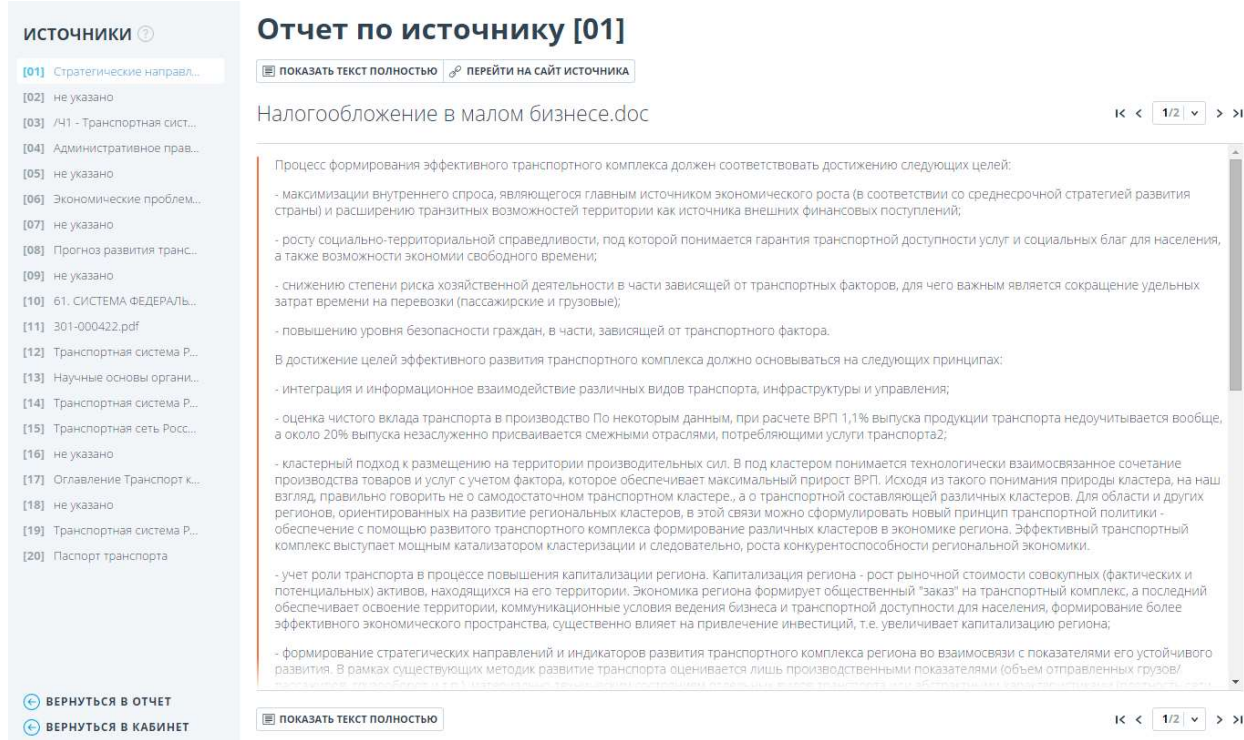 ИСТОЧНИКИ ?
[01] Стратегические направл...
[02] не указано
[03] /Ч1 - Транспортная сист...
[04] Административное прав...
[05] не указано
[06] Экономические проблем...
[07] не указано
[08] Прогноз развития транс...
[09] не указано
[10] 61. СИСТЕМА ФЕДЕРАЛЬ...
[11] 301-000422.pdf
[12] Транспортная система Р...
[13] Научные основы органи...
[14] Транспортная система Р...
[15] Транспортная сеть Росс...
[16] не указано
[17] Оглавление Транспорт к...
[18] не указано
[19] Транспортная система Р...
[20] Паспорт транспорта
ВЕРНУТЬСЯ В ОТЧЕТ
ВЕРНУТЬСЯ В КАБИНЕТ
Отчет по источнику [01]
ПОКАЗАТЬ ТЕКСТ ПОЛНОСТЬЮ ПЕРЕЙТИ НА САЙТ ИСТОЧНИКА
Налогообложение в малом бизнесе.doc 1/2
Процесс формирования эффективного транспортного комплекса должен соответствовать достижению следующих целей:
- максимизации внутреннего спроса, являющегося главным источником экономического роста (в соответствии со среднесрочной стратегией развития
страны) и расширению транзитных возможностей территории как источника внешних финансовых поступлений;
- росту социально-территориальной справедливости, под которой понимается гарантия транспортной доступности услуг и социальных благ для населения,
а также возможности экономии свободного времени;
- снижению степени риска хозяйственной деятельности в части зависящей от транспортных факторов, для чего важным является сокращение удельных
затрат времени на перевозки (пассажирские и грузовые);
- повышению уровня безопасности граждан, в части, зависящей от транспортного фактора.
В достижение целей эффективного развития транспортного комплекса должно основываться на следующих принципах:
- интеграция и информационное взаимодействие различных видов транспорта, инфраструктуры и управления;
- оценка чистого вклада транспорта в производство По некоторым данным, при расчете ВРП 1,1% выпуска продукции транспорта недоучитывается вообще,
а около 20% выпуска незаслуженно присваивается смежными отраслями, потребляющими услуги транспорта2;
- кластерный подход к размещению на территории производительных сил. В под кластером понимается технологически взаимосвязанное сочетание
производства товаров и услуг с учетом фактора, которое обеспечивает максимальный прирост ВРП. Исходя из такого понимания природы кластера, на наш
взгляд, правильно говорить не о самодостаточном транспортном кластере., а о транспортной составляющей различных кластеров. Для области и других
регионов, ориентированных на развитие региональных кластеров, в этой связи можно сформулировать новый принцип транспортной политики -
обеспечение с помощью развитого транспортного комплекса формирование различных кластеров в экономике региона. Эффективный транспортный
комплекс выступает мощным катализатором кластеризации и следовательно, роста конкурентоспособности региональной экономики.
- учет роли транспорта в процессе повышения капитализации региона. Капитализация региона - рост рыночной стоимости совокупных (фактических и
потенциальных) активов, находящихся на его территории. Экономика региона формирует общественный "заказ" на транспортный комплекс, а последний
обеспечивает освоение территории, коммуникационные условия ведения бизнеса и транспортной доступности для населения, формирование более
эффективного экономического пространства, существенно влияет на привлечение инвестиций, т.е. увеличивает капитализацию региона;
- формирование стратегических направлений и индикаторов развития транспортного комплекса региона во взаимосвязи с показателями его устойчивого
развития. В рамках существующих методик развитие транспорта оценивается лишь производственными показателями (объем отправленных грузов/
ПОКАЗАТЬ ТЕКСТ ПОЛНОСТЬЮ 1/2